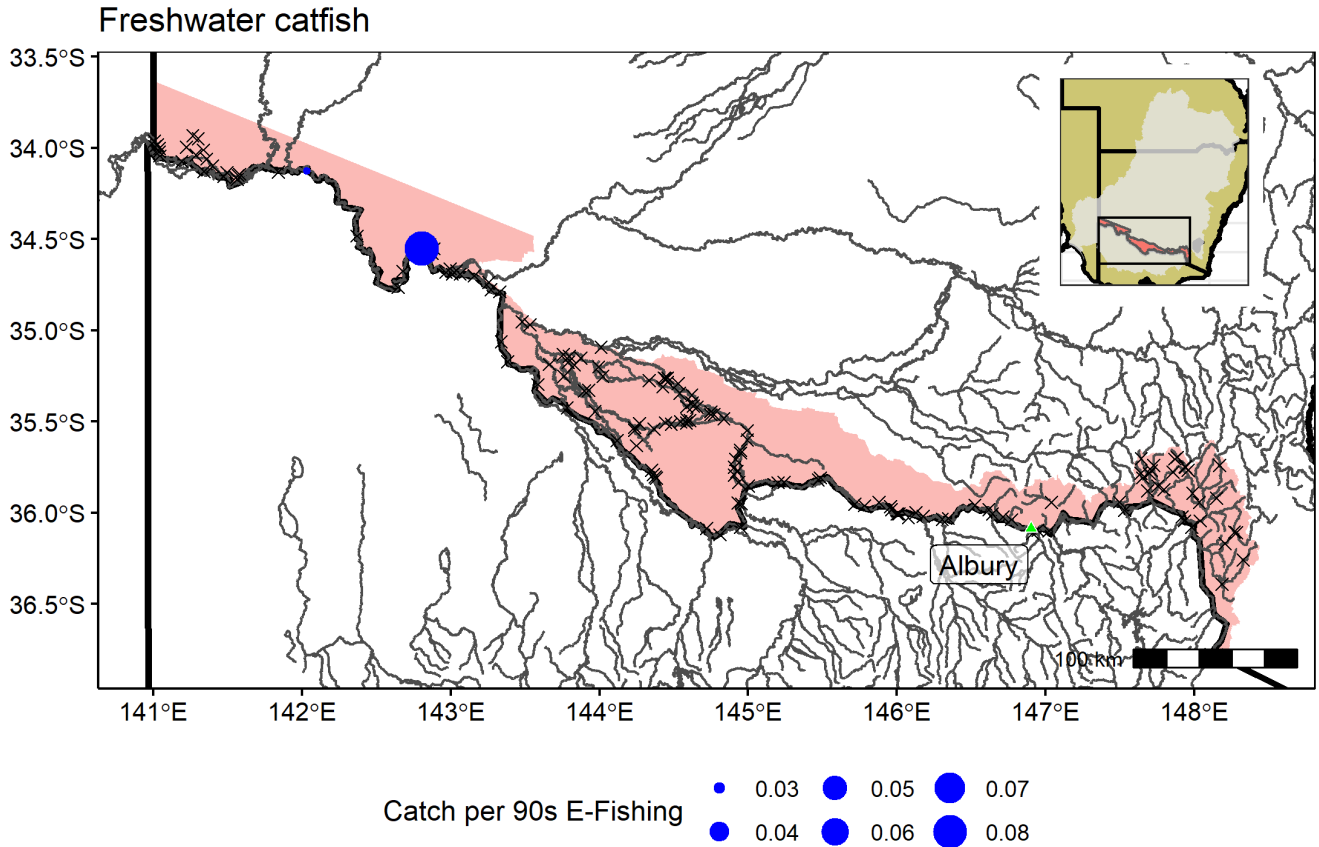 Freshwater catfish
33.5°S
34.0°S
34.5°S
35.0°S
35.5°S
36.0°S
36.5°S
Albury
100 km
141°E 142°E 143°E 144°E 145°E 146°E 147°E 148°E
Catch per 90s E-Fishing
0.03 0.05 0.07
0.04 0.06 0.08